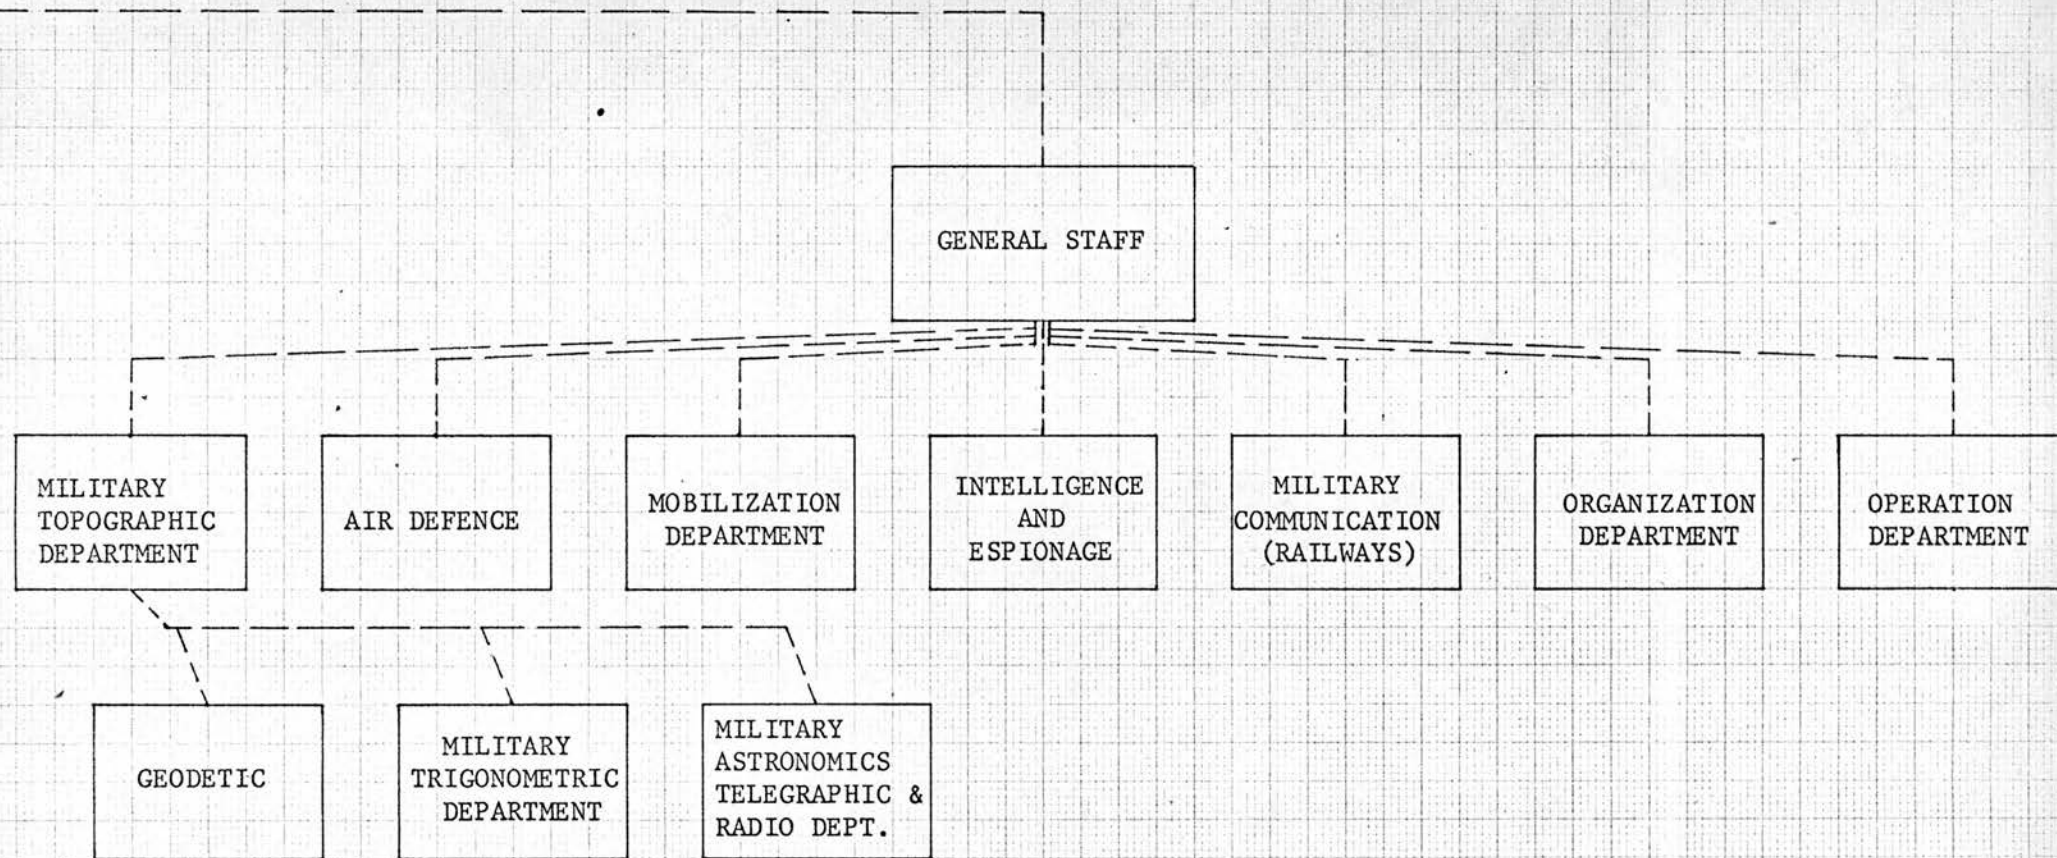 GENERAL STAFF
MILITARY
TOPOGRAPHIC
DEPARTMENT
AIR DEFENCE
MOBILIZATION
DEPARTMENT
INTELLIGENCE
AND
ESPIONAGE
MILITARY
COMMUNICATION
(RAILWAYS)
ORGANIZATION
DEPARTMENT
OPERATION
DEPARTMENT
GEODETIC
MILITARY
TRIGONOMETRIC
DEPARTMENT
MILITARY
ASTRONOMICS
TELEGRAPHIC &
RADIO DEPT.